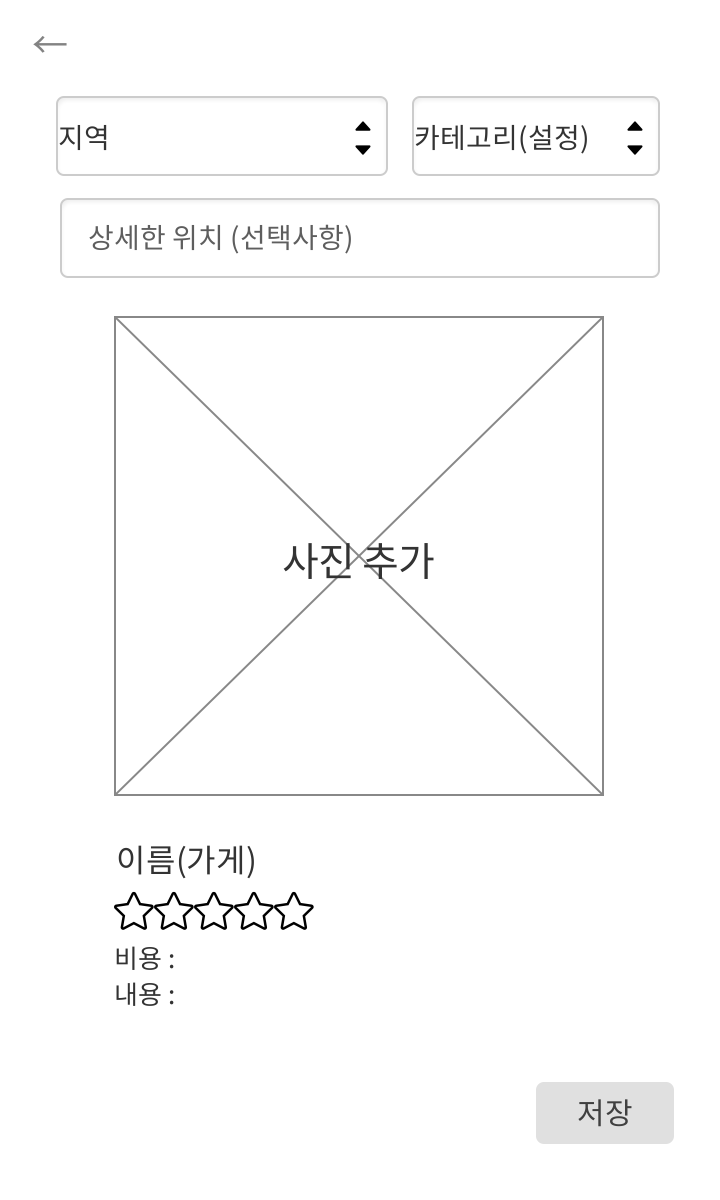 ←
지역
카테고리(설정)
상세한 위치 (선택사항)
사진 추가
이름(가게)
비용 :
내용 :
저장